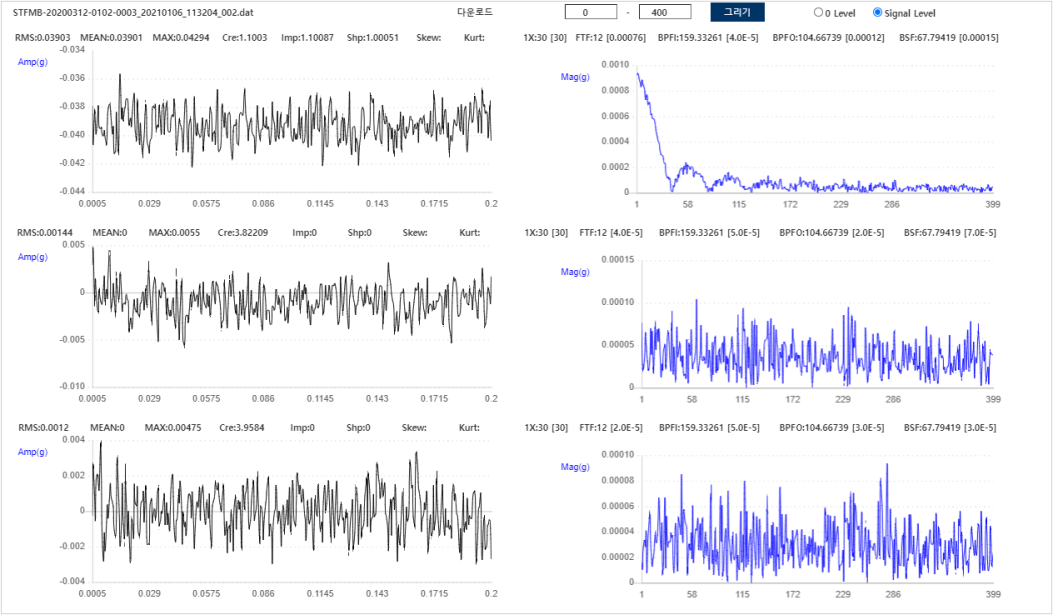 STFMB-20200312-0102-0003_20210106_113204_002.dat 다운로드 0 - 400 그리기 0 Level Signal Level
RMS:0.03903 MEAN:0.03901 MAX:0.04294 Cre:1.1003 Imp:1.10087 Shp:1.00051 Skew: Kurt:
1X:30 [30] FTF:12 [0.00076] BPFI:159.33261 [4.0E-5] BPFO:104.66739 [0.00012] BSF:67.79419 [0.00015]
Amp(g)
-0.034
-0.036
-0.038
-0.040
-0.042
-0.044
0.0005 0.029 0.0575 0.086 0.1145 0.143 0.1715 0.2
Mag(g)
0.0010
0.0008
0.0006
0.0004
0.0002
0
1 58 115 172 229 286 399
RMS:0.00144 MEAN:0 MAX:0.0055 Cre:3.82209 Imp:0 Shp:0 Skew: Kurt:
1X:30 [30] FTF:12 [4.0E-5] BPFI:159.33261 [5.0E-5] BPFO:104.66739 [2.0E-5] BSF:67.79419 [7.0E-5]
Amp(g)
0.005
0
-0.005
-0.010
0.0005 0.029 0.0575 0.086 0.1145 0.143 0.1715 0.2
Mag(g)
0.00015
0.00010
0.00005
0
1 58 115 172 229 286 399
RMS:0.0012 MEAN:0 MAX:0.00475 Cre:3.9584 Imp:0 Shp:0 Skew: Kurt:
1X:30 [30] FTF:12 [2.0E-5] BPFI:159.33261 [5.0E-5] BPFO:104.66739 [3.0E-5] BSF:67.79419 [3.0E-5]
Amp(g)
0.004
0.002
0
-0.002
-0.004
0.0005 0.029 0.0575 0.086 0.1145 0.143 0.1715 0.2
Mag(g)
0.00010
0.00008
0.00006
0.00004
0.00002
0
1 58 115 172 229 286 399